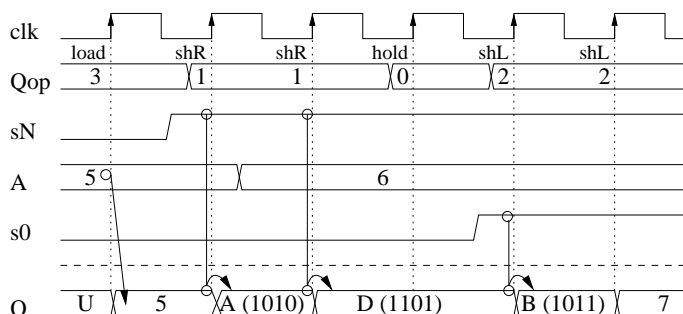 clk
load shR shR hold shL shL
Qop 3 1 1 0 2 2
sN
A 5 6
s0
Q U 5 A (1010) D (1101) B (1011) 7